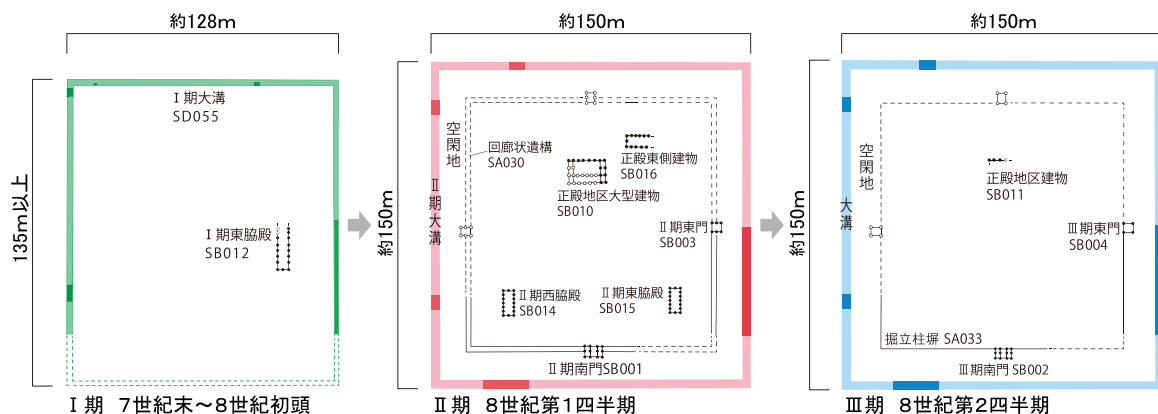 約128m
135m以上
Ⅰ期大溝
SD055
Ⅰ期東脇殿
SB012
Ⅰ期 7世紀末～8世紀初頭
約150m
約150m
Ⅱ期大溝
空閑地
回廊状遺構
SA030
正殿東側建物
SB016
正殿地区大型建物
SB010
Ⅱ期東門
SB003
Ⅱ期西脇殿
SB014
Ⅱ期東脇殿
SB015
Ⅱ期南門SB001
Ⅱ期 8世紀第1四半期
約150m
約150m
大溝
空閑地
正殿地区建物
SB011
Ⅲ期東門
SB004
掘立柱塀 SA033
Ⅲ期南門 SB002
Ⅲ期 8世紀第2四半期